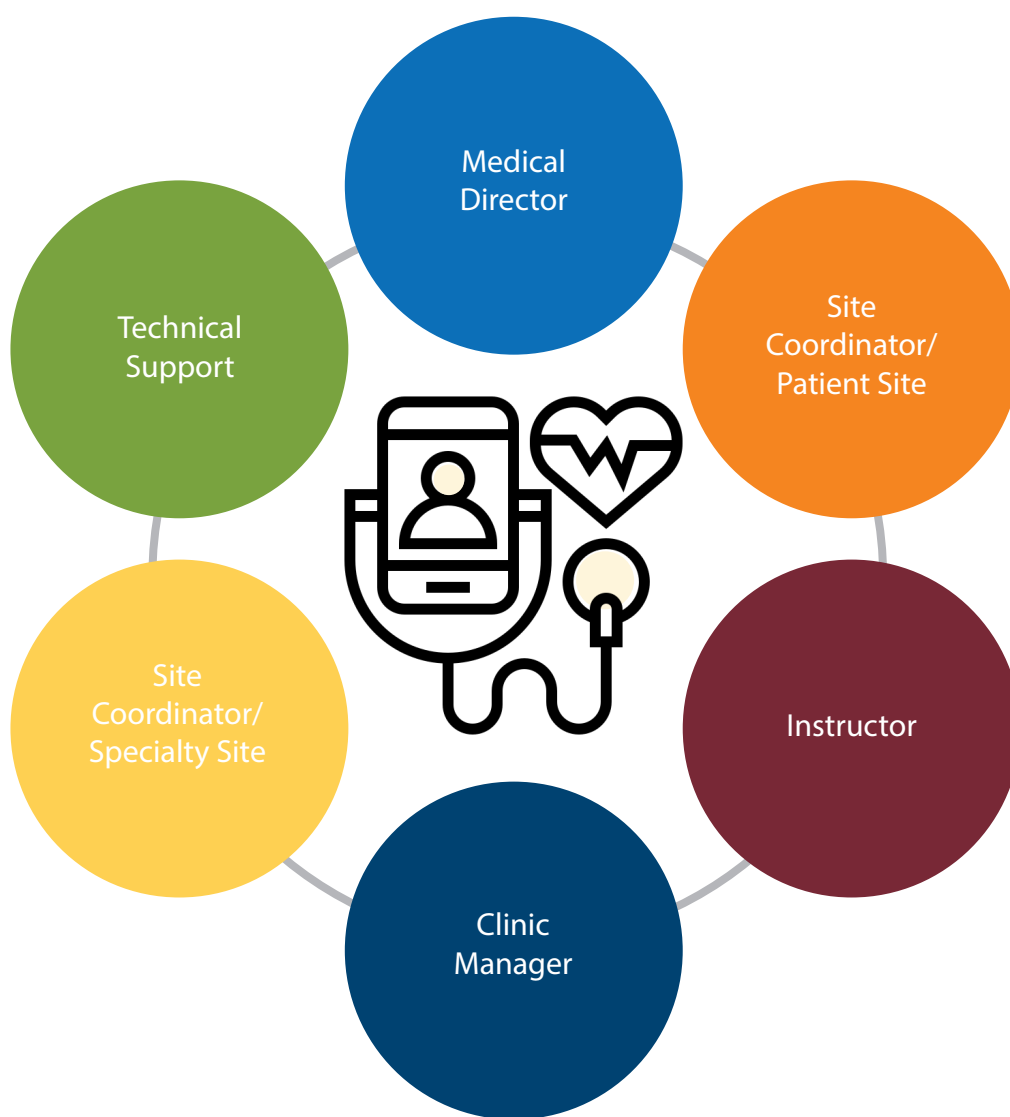 Medical
Director
Site
Coordinator/
Patient Site
Instructor
Clinic
Manager
Site
Coordinator/
Specialty Site
Technical
Support